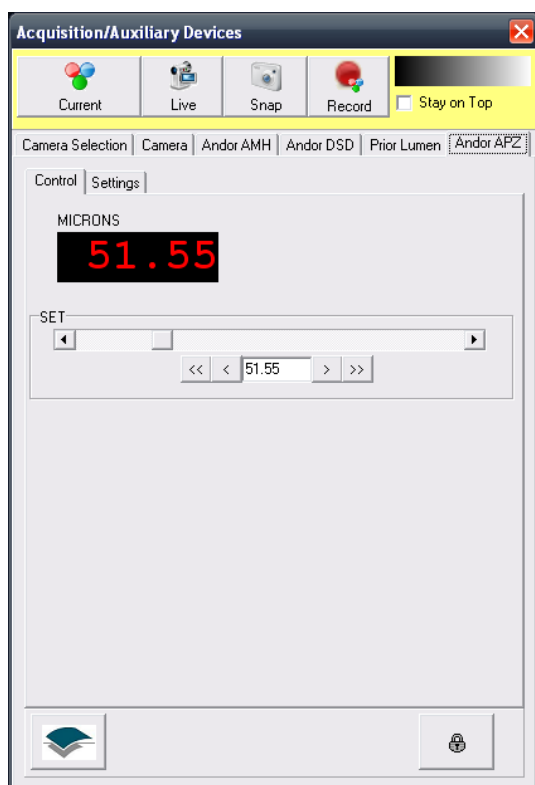 Acquisition/Auxiliary Devices
Current Live Snap Record Stay on Top
Camera Selection Camera Andor AMH Andor DSD Prior Lumen Andor APZ
Control Settings
MICRONS
51.55
SET
<< < 51.55 > >>